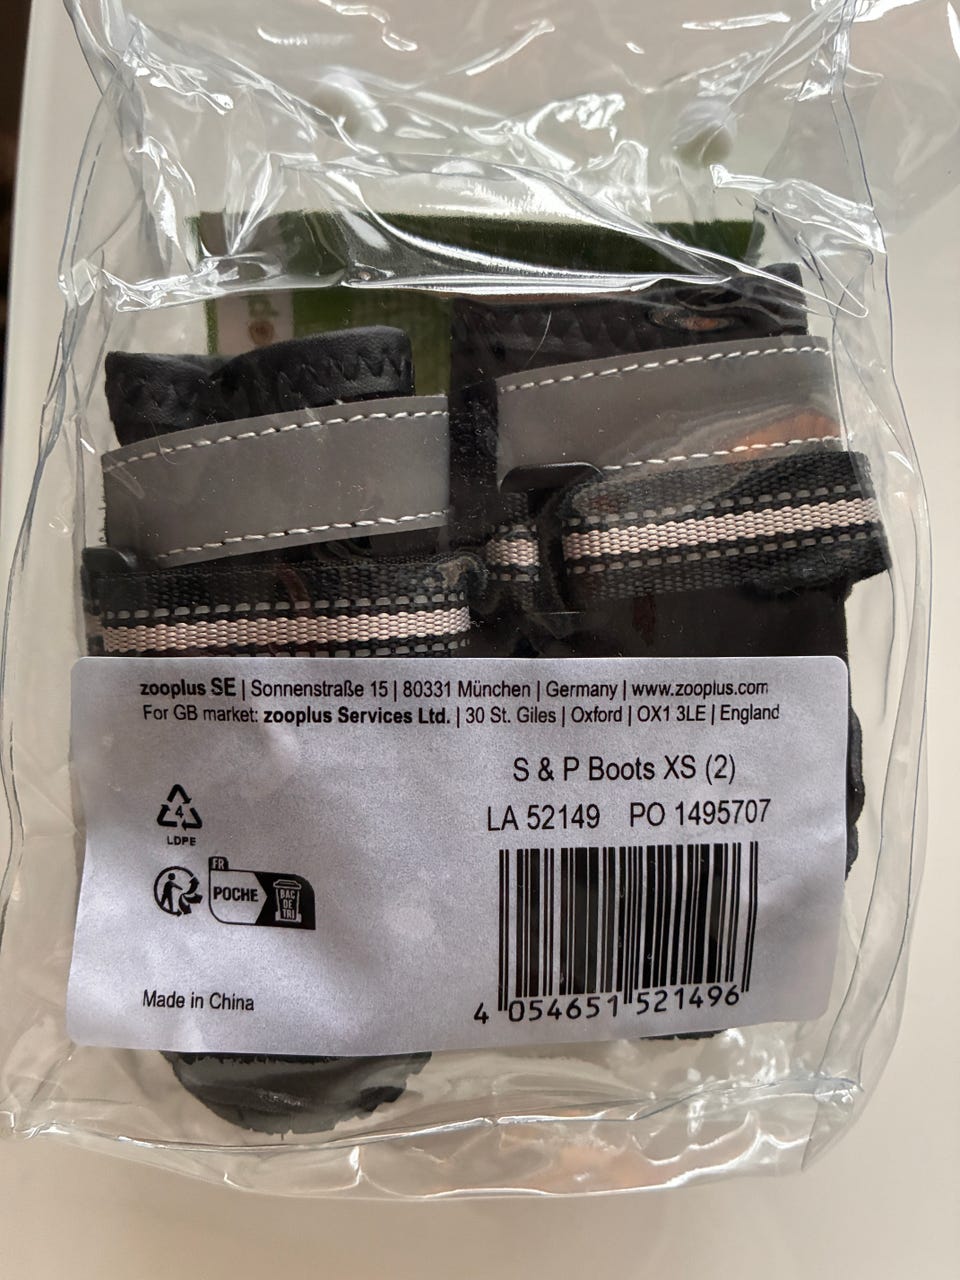 zooplus SE | Sonnenstraße 15 | 80331 München | Germany | www.zooplus.com
For GB market: zooplus Services Ltd. | 30 St. Giles | Oxford | OX1 3LE | England
S & P Boots XS (2)
LA 52149 PO 1495707
4
LDPE
FR
POCHE
BAC
DE
TRI
Made in China
4 054651 521496